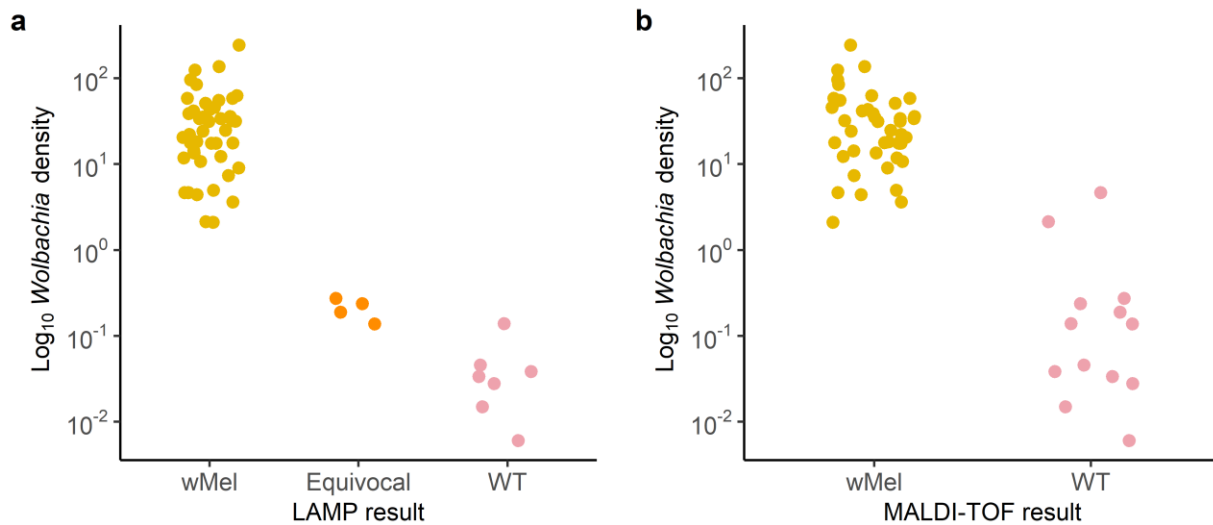 a
Log₁₀ Wolbachia density
10²
10¹
10⁰
10⁻¹
10⁻²
wMel Equivocal WT
LAMP result
b
Log₁₀ Wolbachia density
10²
10¹
10⁰
10⁻¹
10⁻²
wMel WT
MALDI-TOF result